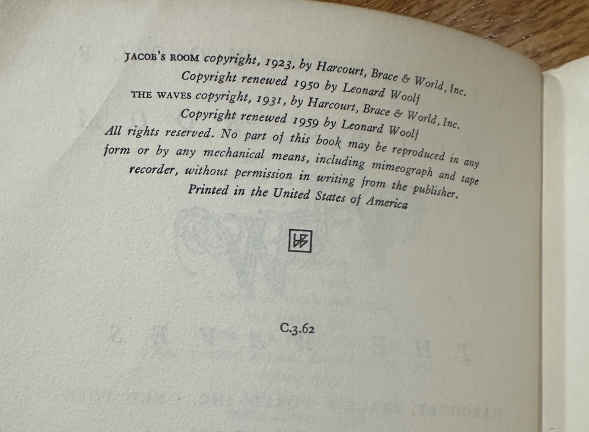 JACOB'S ROOM copyright, 1923, by Harcourt, Brace & World, Inc.
Copyright renewed 1950 by Leonard Woolf
THE WAVES copyright, 1931, by Harcourt, Brace & World, Inc.
Copyright renewed 1959 by Leonard Woolf
All rights reserved. No part of this book may be reproduced in any
form or by any mechanical means, including mimeograph and tape
recorder, without permission in writing from the publisher.
Printed in the United States of America
C.3.62